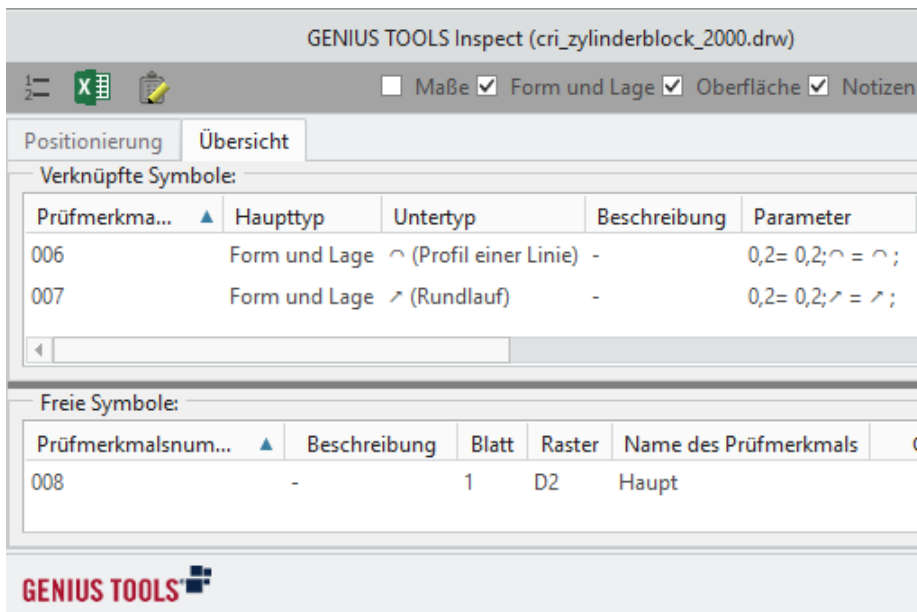 GENIUS TOOLS Inspect (cri_zylinderblock_2000.drw)
Maße Form und Lage Oberfläche Notizen
Positionierung Übersicht
Verknüpfte Symbole:
Prüfmerkma... Haupttyp Untertyp Beschreibung Parameter
006 Form und Lage ⌒ (Profil einer Linie) - 0,2= 0,2;⌒ = ⌒ ;
007 Form und Lage ↗ (Rundlauf) - 0,2= 0,2;↗ = ↗ ;
Freie Symbole:
Prüfmerkmalsnum... Beschreibung Blatt Raster Name des Prüfmerkmals
008 - 1 D2 Haupt
GENIUS TOOLS